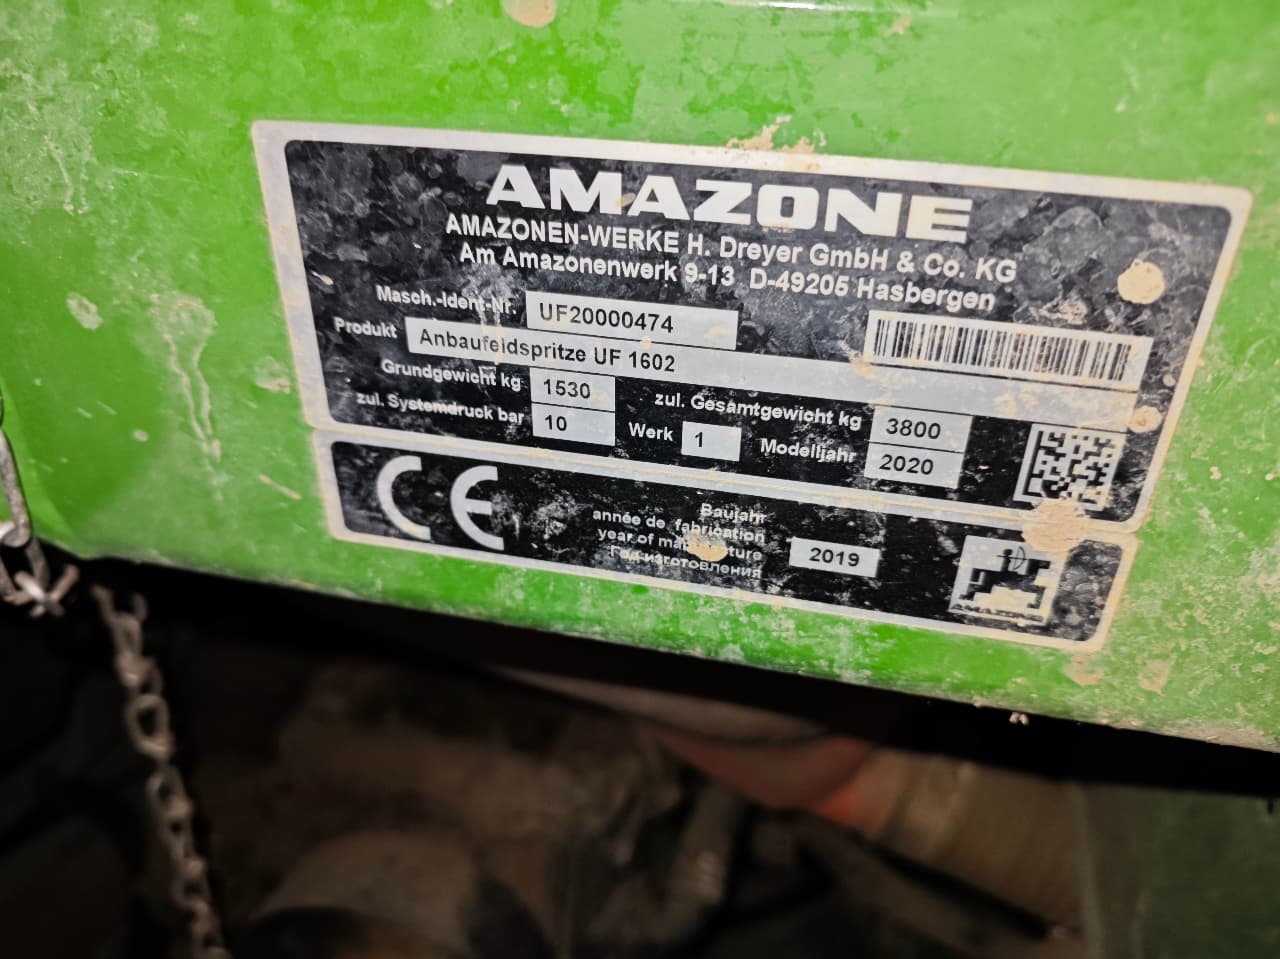 AMAZONE
AMAZONEN-WERKE H. Dreyer GmbH & Co. KG
Am Amazonenwerk 9-13 D-49205 Hasbergen
Masch.-Ident-Nr. UF20000474
Produkt Anbaufeldspritze UF 1602
Grundgewicht kg 1530 zul. Gesamtgewicht kg 3800
zul. Systemdruck bar 10 Werk 1 Modelljahr 2020
CE
Baujahr
année de fabrication
year of manufacture
Год изготовления
2019
AMAZONE